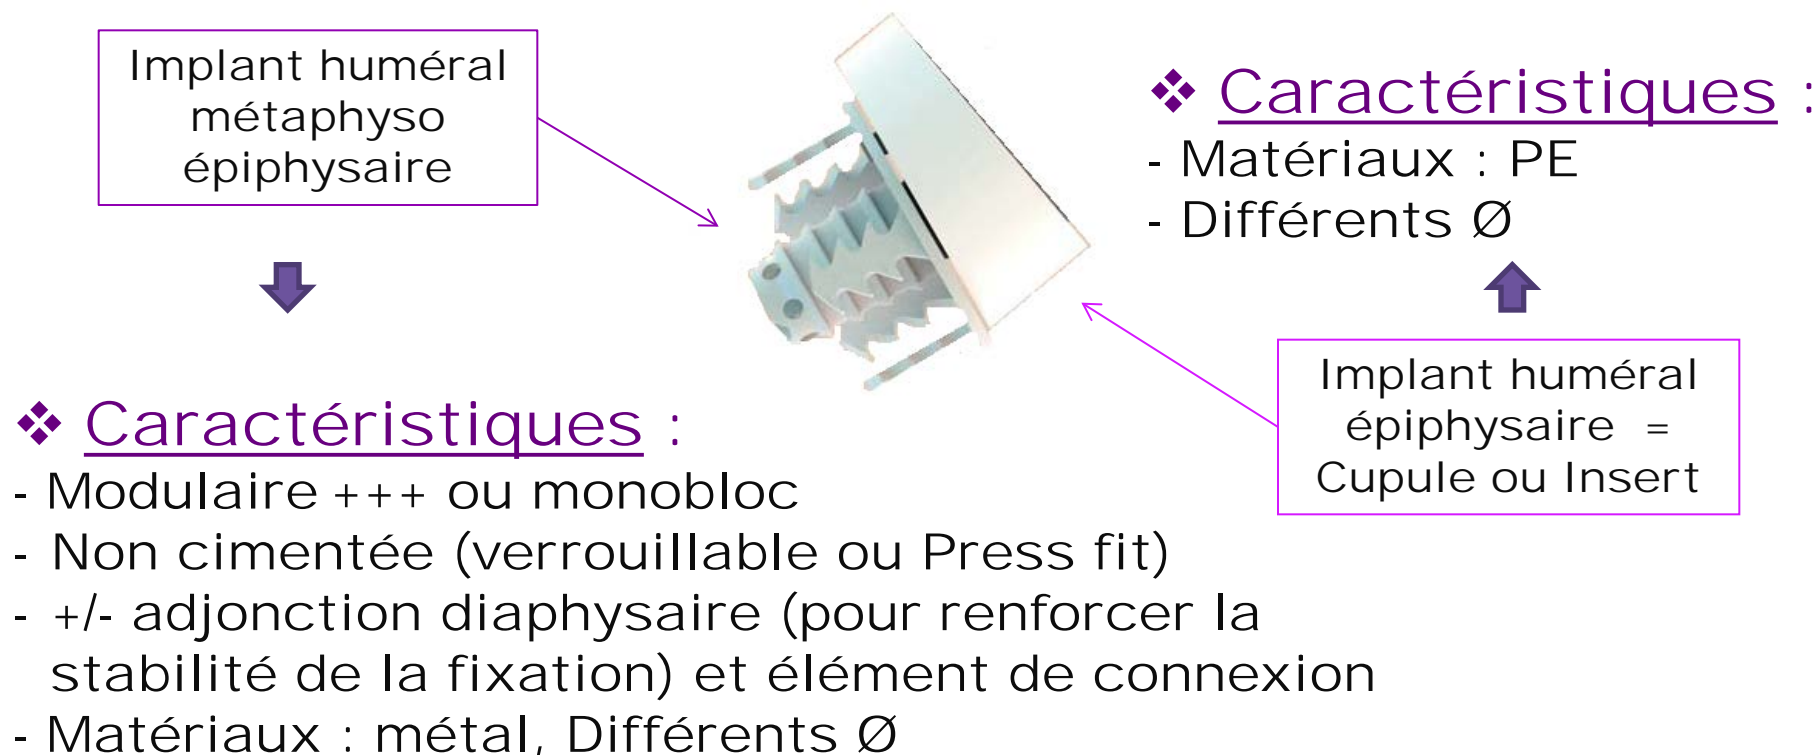 Implant huméral
métaphyso
épiphysaire
❖ Caractéristiques :
- Matériaux : PE
- Différents Ø
Implant huméral
épiphysaire =
Cupule ou Insert
❖ Caractéristiques :
- Modulaire +++ ou monobloc
- Non cimentée (verrouillable ou Press fit)
- +/- adjonction diaphysaire (pour renforcer la
stabilité de la fixation) et élément de connexion
- Matériaux : métal, Différents Ø